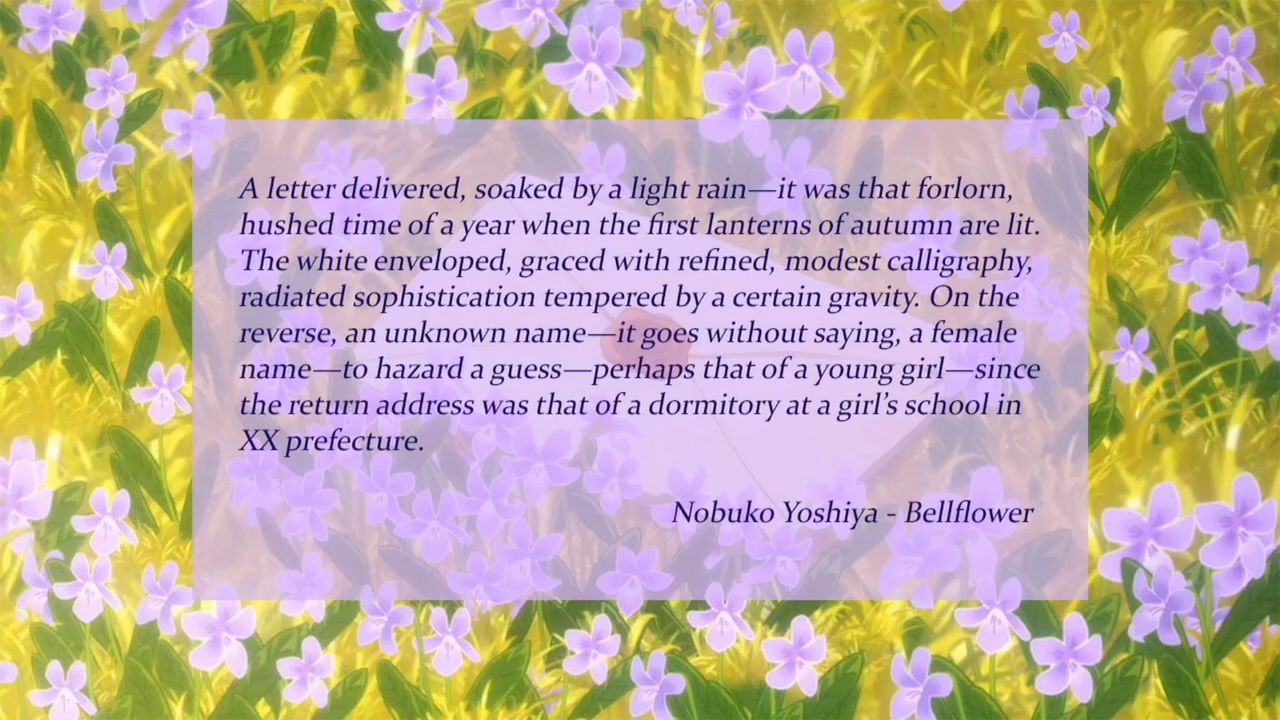 A letter delivered, soaked by a light rain—it was that forlorn,
hushed time of a year when the first lanterns of autumn are lit.
The white enveloped, graced with refined, modest calligraphy,
radiated sophistication tempered by a certain gravity. On the
reverse, an unknown name—it goes without saying, a female
name—to hazard a guess—perhaps that of a young girl—since
the return address was that of a dormitory at a girl’s school in
XX prefecture.
Nobuko Yoshiya - Bellflower